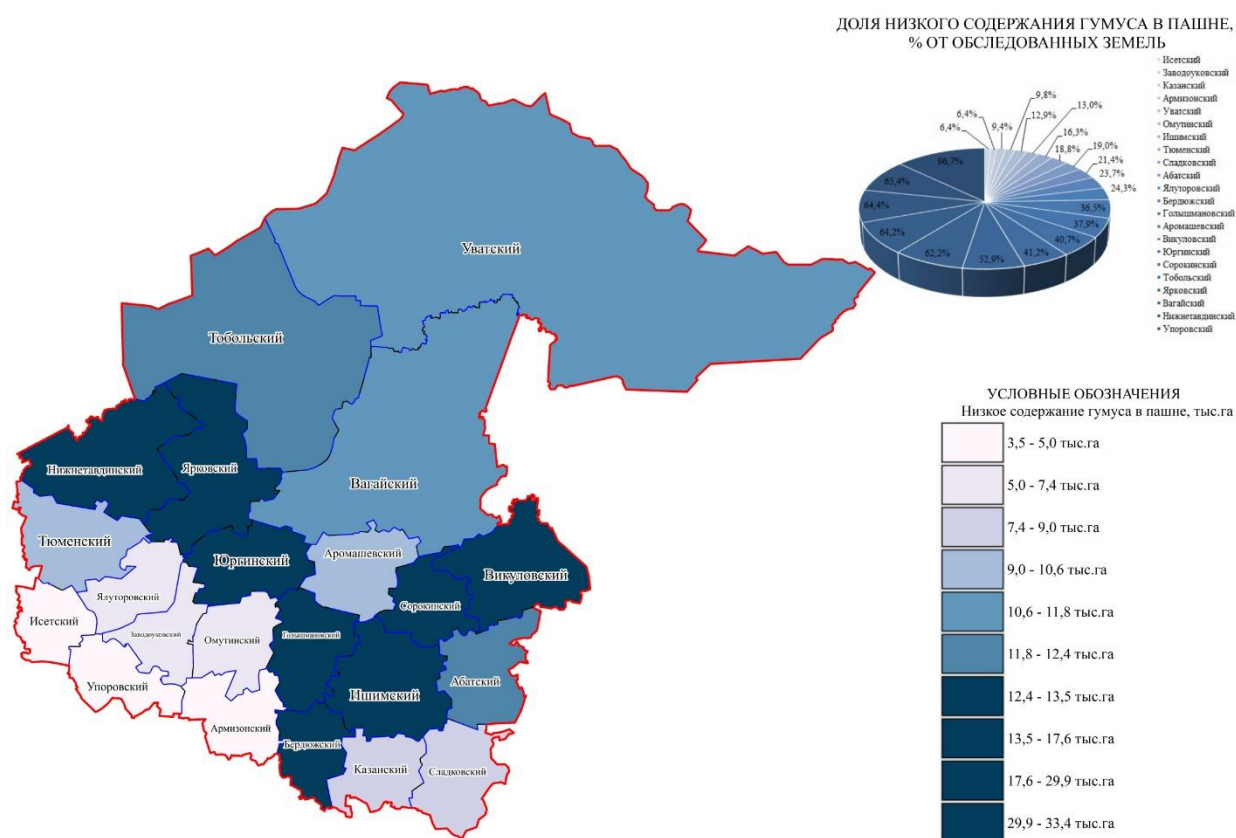 ДОЛЯ НИЗКОГО СОДЕРЖАНИЯ ГУМУСА В ПАШНЕ,
% ОТ ОБСЛЕДОВАННЫХ ЗЕМЕЛЬ
6,4%
6,4%
9,4%
9,8%
12,9%
13,0%
16,3%
18,8%
19,0%
21,4%
23,7%
24,3%
36,5%
37,9%
40,7%
41,2%
52,9%
62,2%
64,2%
64,4%
65,4%
96,7%
Исетский
Заводоуковский
Казанский
Армизонский
Уватский
Омутинский
Ишимский
Тюменский
Сладковский
Абатский
Ялуторовский
Бердюжский
Голышмановский
Аромашевский
Викуловский
Юргинский
Сорокинский
Тобольский
Ярковский
Вагайский
Нижнетавдинский
Упоровский
Уватский
Тобольский
Нижнетавдинский
Ярковский
Вагайский
Тюменский
Юргинский
Аромашевский
Викуловский
Ялуторовский
Сорокинский
Исетский
Заводоуковский
Омутинский
Голышмановской
Упоровский
Ишимский
Абатский
Армизонский
Бердюжский
Казанский
Сладковский
УСЛОВНЫЕ ОБОЗНАЧЕНИЯ
Низкое содержание гумуса в пашне, тыс.га
3,5 - 5,0 тыс.га
5,0 - 7,4 тыс.га
7,4 - 9,0 тыс.га
9,0 - 10,6 тыс.га
10,6 - 11,8 тыс.га
11,8 - 12,4 тыс.га
12,4 - 13,5 тыс.га
13,5 - 17,6 тыс.га
17,6 - 29,9 тыс.га
29,9 - 33,4 тыс.га